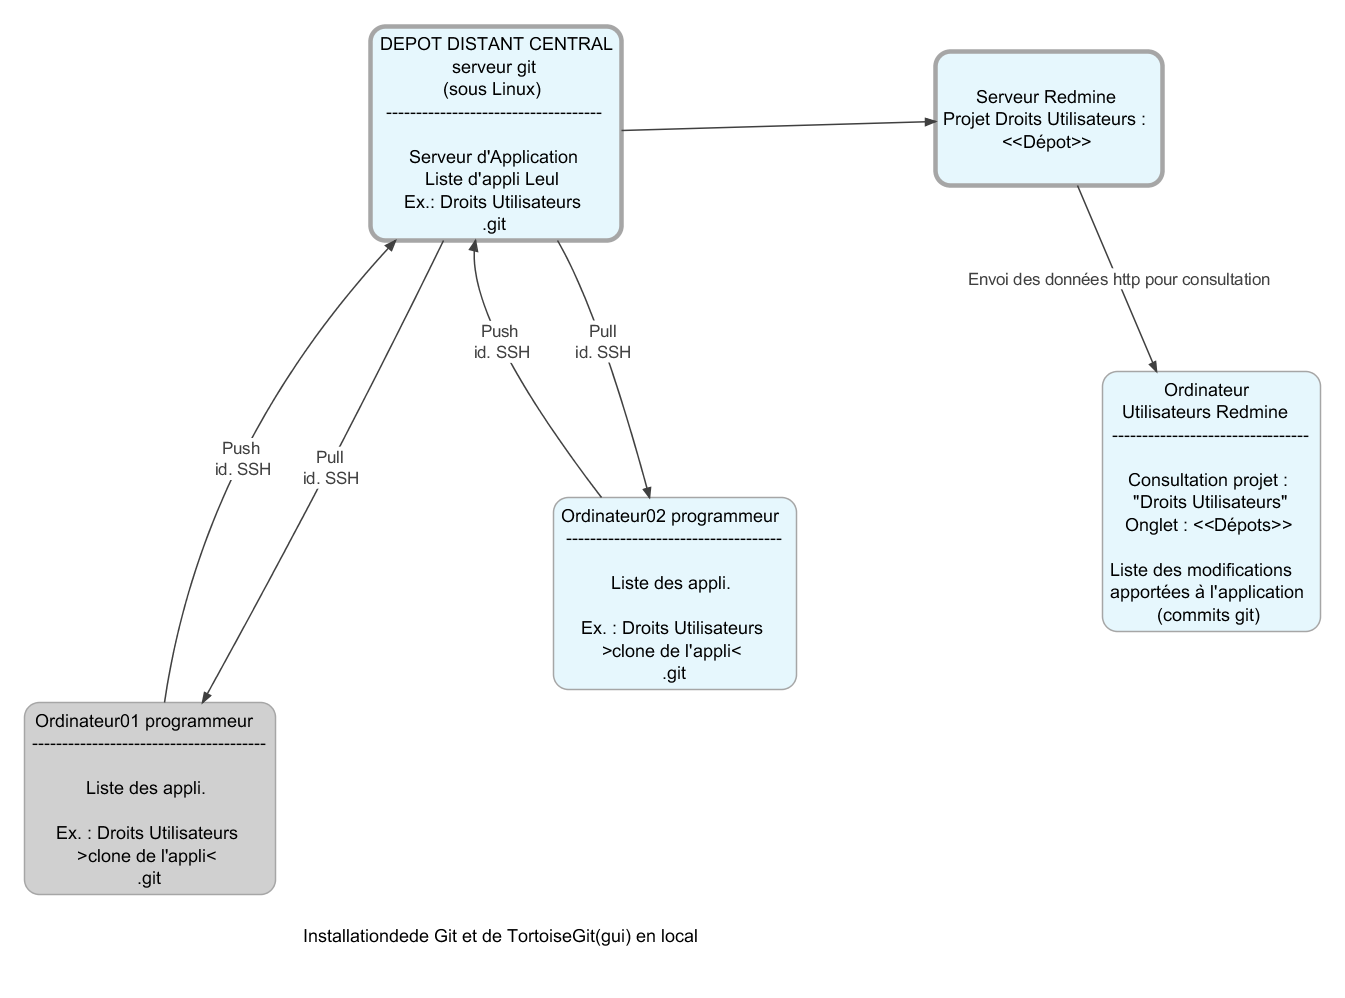 DEPOT DISTANT CENTRAL
serveur git
(sous Linux)
------------------------------------
Serveur d'Application
Liste d'appli Leul
Ex.: Droits Utilisateurs
.git
Serveur Redmine
Projet Droits Utilisateurs :
<<Dépot>>
Envoi des données http pour consultation
Push
id. SSH
Pull
id. SSH
Push
id. SSH
Pull
id. SSH
Ordinateur
Utilisateurs Redmine
---------------------------------
Consultation projet :
"Droits Utilisateurs"
Onglet : <<Dépots>>
Liste des modifications
apportées à l'application
(commits git)
Ordinateur02 programmeur
------------------------------------
Liste des appli.
Ex. : Droits Utilisateurs
>clone de l'appli<
.git
Ordinateur01 programmeur
---------------------------------------
Liste des appli.
Ex. : Droits Utilisateurs
>clone de l'appli<
.git
Installationdede Git et de TortoiseGit(gui) en local